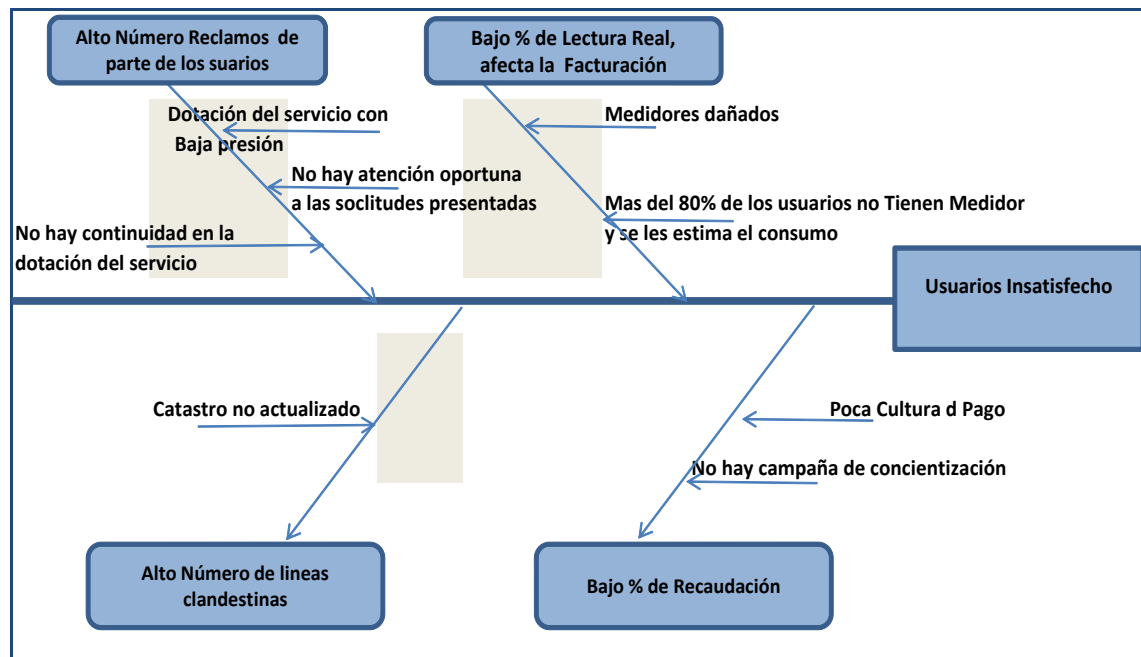 Alto Número Reclamos de
parte de los suarios
Bajo % de Lectura Real,
afecta la Facturación
Dotación del servicio con
Baja presión
Medidores dañados
No hay atención oportuna
a las soclitudes presentadas
Mas del 80% de los usuarios no Tienen Medidor
y se les estima el consumo
No hay continuidad en la
dotación del servicio
Usuarios Insatisfecho
Catastro no actualizado
Poca Cultura d Pago
No hay campaña de concientización
Alto Número de lineas
clandestinas
Bajo % de Recaudación